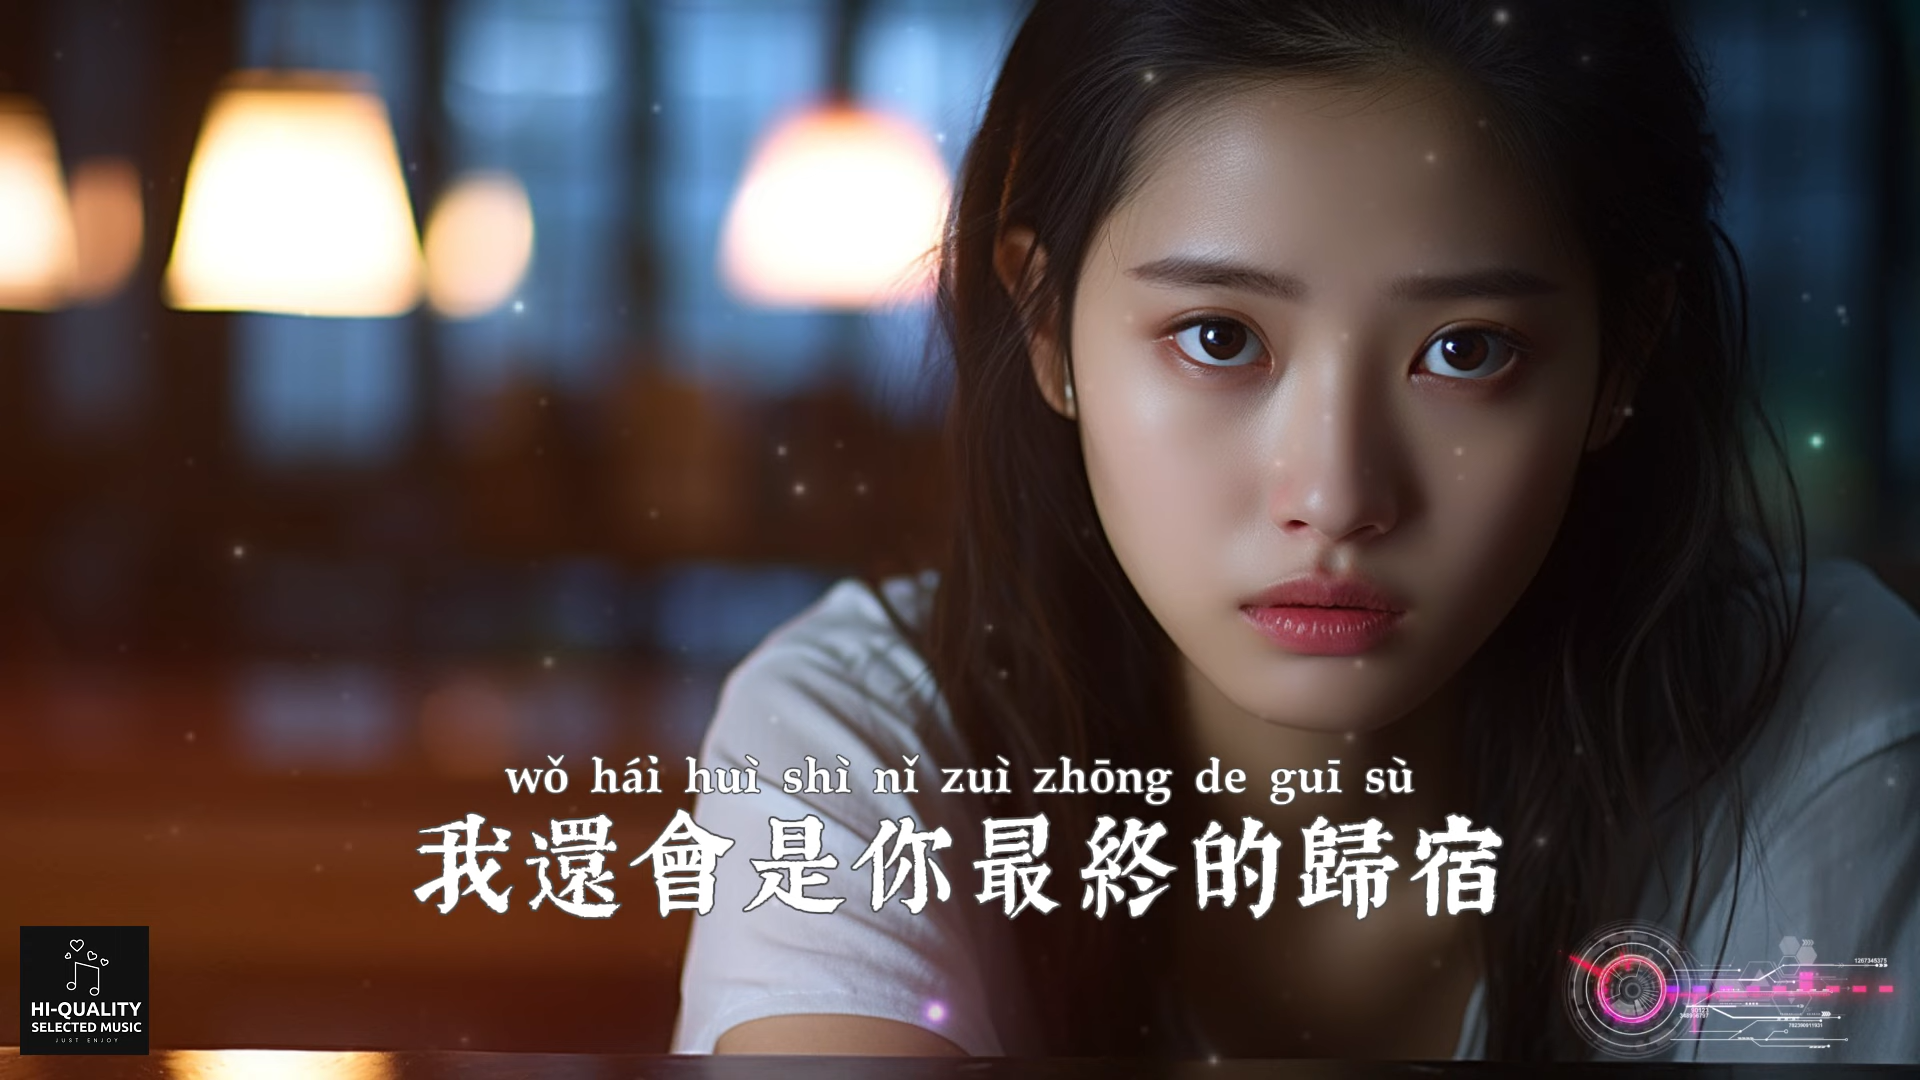 wǒ hái huì shì nǐ zuì zhōng de guī sù
我還會是你最終的歸宿
HI-QUALITY
SELECTED MUSIC
JUST ENJOY
1267345375